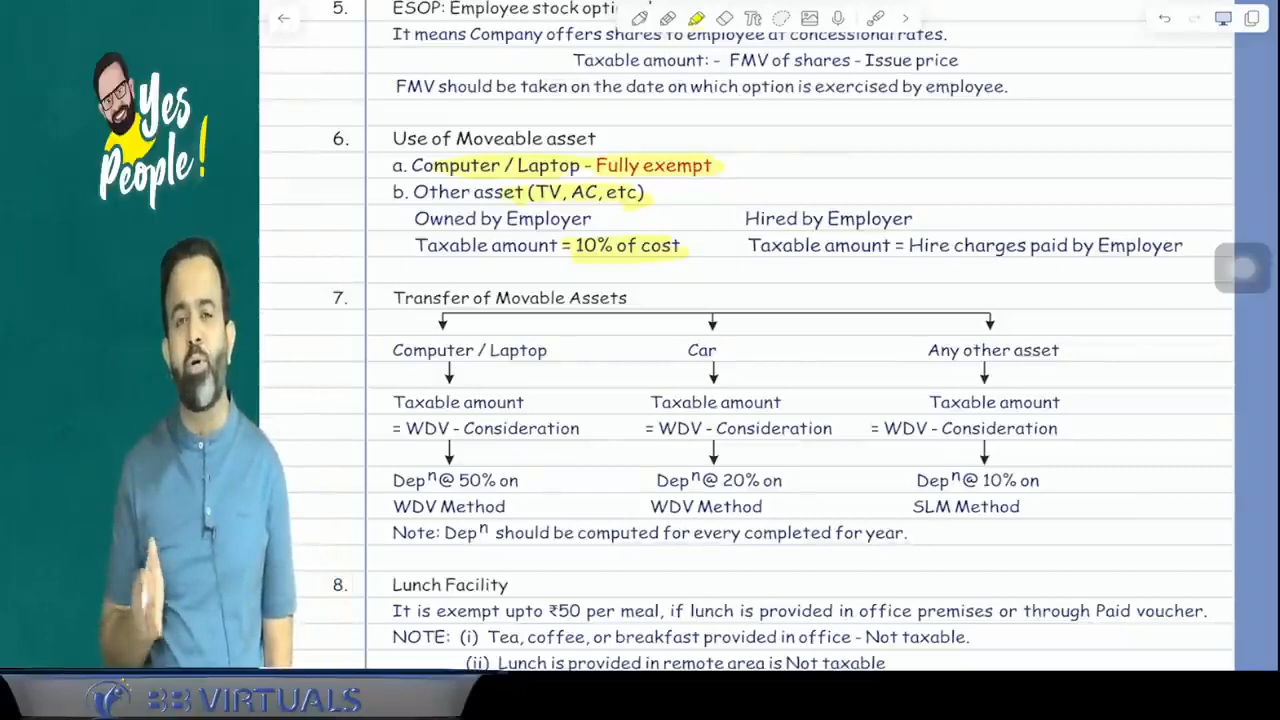 Yes
People!
5. ESOP: Employee stock opti
It means Company offers shares to employee at concessional rates.
Taxable amount: - FMV of shares - Issue price
FMV should be taken on the date on which option is exercised by employee.
6. Use of Moveable asset
a. Computer / Laptop - Fully exempt
b. Other asset (TV, AC, etc)
Owned by Employer Hired by Employer
Taxable amount = 10% of cost Taxable amount = Hire charges paid by Employer
7. Transfer of Movable Assets
Computer / Laptop Car Any other asset
Taxable amount Taxable amount Taxable amount
= WDV - Consideration = WDV - Consideration = WDV - Consideration
Depⁿ@ 50% on Depⁿ@ 20% on Depⁿ@ 10% on
WDV Method WDV Method SLM Method
Note: Depⁿ should be computed for every completed for year.
8. Lunch Facility
It is exempt upto ₹50 per meal, if lunch is provided in office premises or through Paid voucher.
NOTE: (i) Tea, coffee, or breakfast provided in office - Not taxable.
(ii) Lunch is provided in remote area is Not taxable
BB VIRTUALS